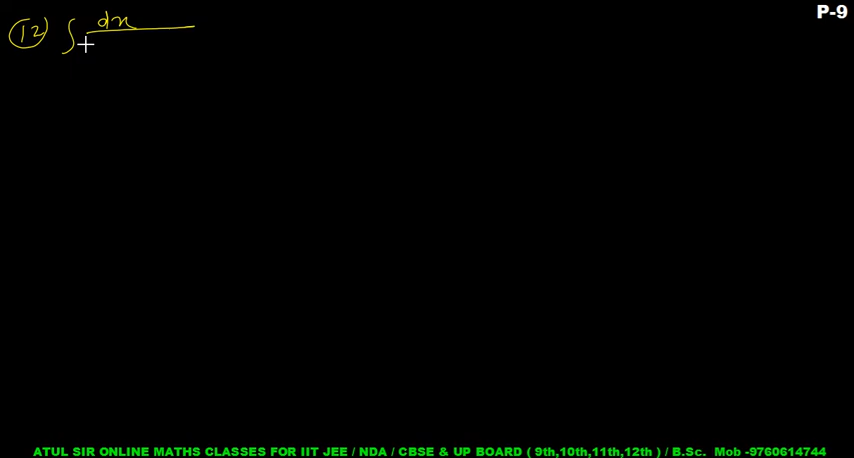 P-9
(12) ∫ dx
ATUL SIR ONLINE MATHS CLASSES FOR IIT JEE / NDA / CBSE & UP BOARD ( 9th,10th,11th,12th ) / B.Sc. Mob -9760614744